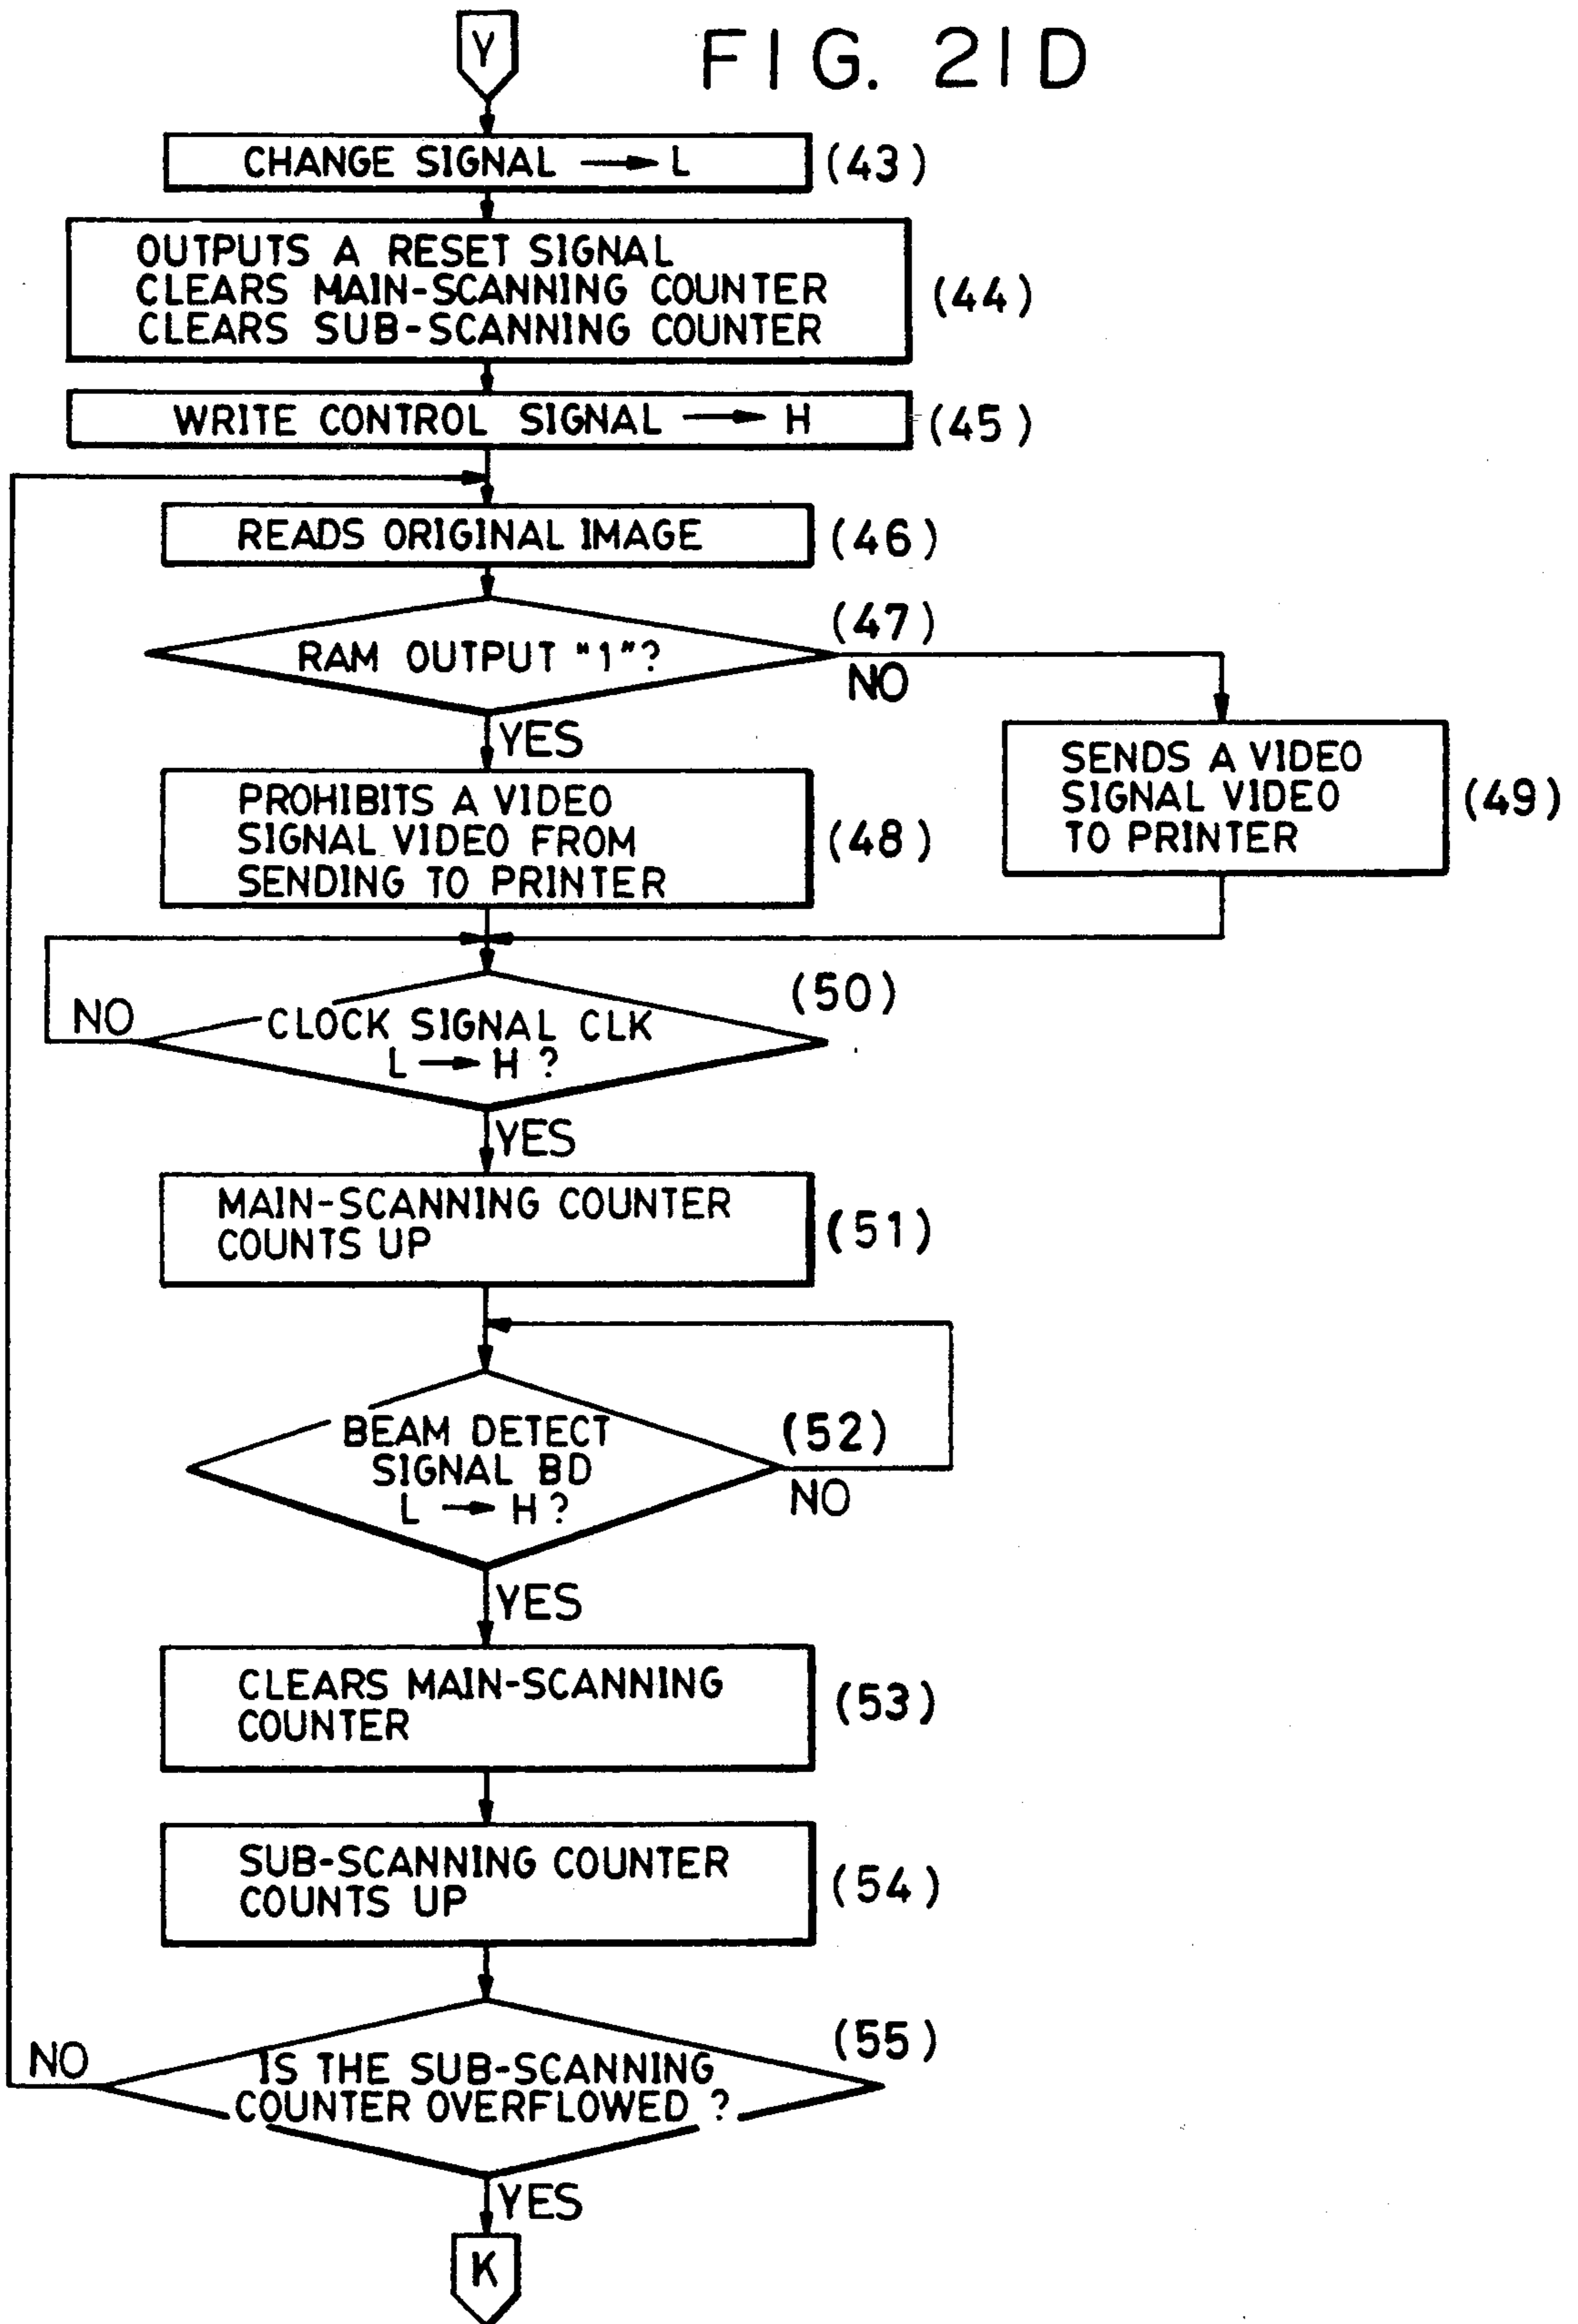 Y
FIG. 21D
CHANGE SIGNAL → L
(43)
OUTPUTS A RESET SIGNAL
CLEARS MAIN-SCANNING COUNTER
CLEARS SUB-SCANNING COUNTER
(44)
WRITE CONTROL SIGNAL → H
(45)
READS ORIGINAL IMAGE
(46)
RAM OUTPUT "1"?
(47)
NO
YES
PROHIBITS A VIDEO
SIGNAL VIDEO FROM
SENDING TO PRINTER
(48)
SENDS A VIDEO
SIGNAL VIDEO
TO PRINTER
(49)
NO
CLOCK SIGNAL CLK
L → H ?
(50)
YES
MAIN-SCANNING COUNTER
COUNTS UP
(51)
BEAM DETECT
SIGNAL BD
L → H ?
(52)
NO
YES
CLEARS MAIN-SCANNING
COUNTER
(53)
SUB-SCANNING COUNTER
COUNTS UP
(54)
NO
IS THE SUB-SCANNING
COUNTER OVERFLOWED ?
(55)
YES
K